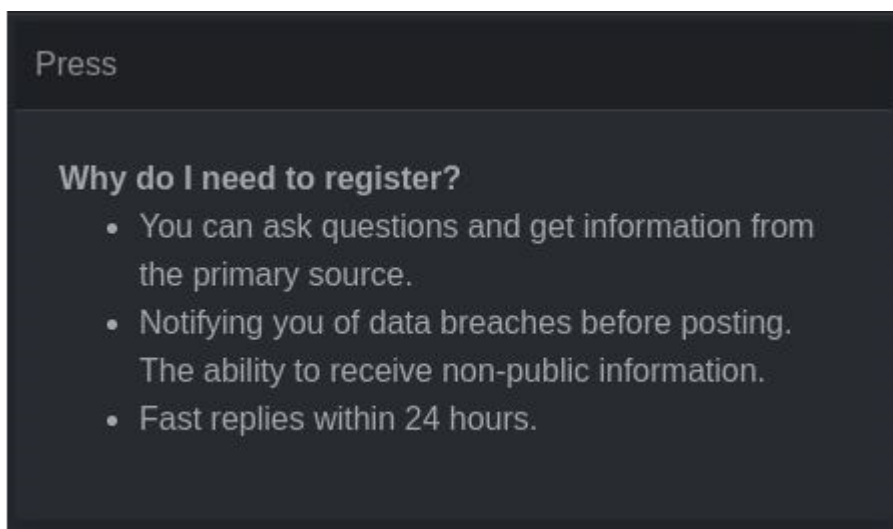 Press
Why do I need to register?
• You can ask questions and get information from
the primary source.
• Notifying you of data breaches before posting.
The ability to receive non-public information.
• Fast replies within 24 hours.